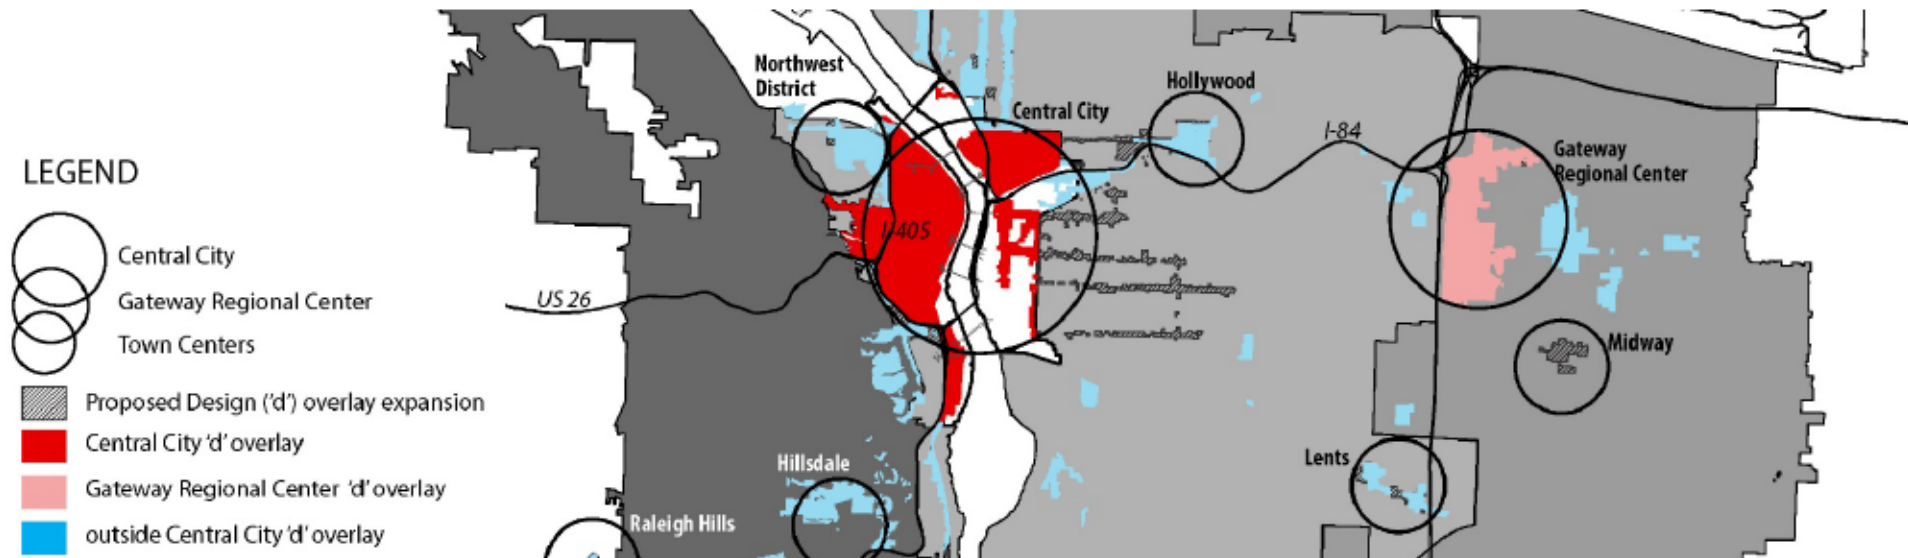 LEGEND
Central City
Gateway Regional Center
Town Centers
Proposed Design ('d') overlay expansion
Central City 'd' overlay
Gateway Regional Center 'd' overlay
outside Central City 'd' overlay
Northwest
District
Central City
Hollywood
I-84
Gateway
Regional Center
I-405
US 26
Midway
Lents
Hillsdale
Raleigh Hills